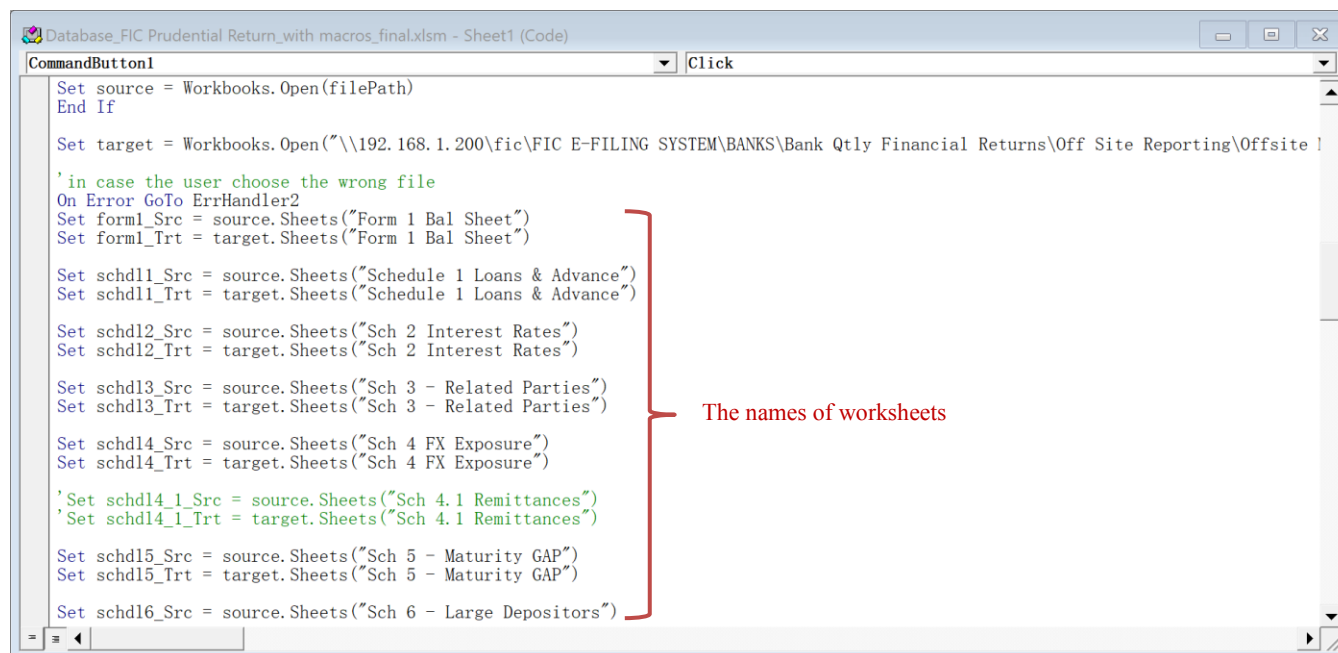 Database_FIC Prudential Return_with macros_final.xlsm - Sheet1 (Code)
CommandButton1 Click
Set source = Workbooks.Open(filePath)
End If
Set target = Workbooks.Open("\\192.168.1.200\fic\FIC E-FILING SYSTEM\BANKS\Bank Qtly Financial Returns\Off Site Reporting\Offsite
'in case the user choose the wrong file
On Error GoTo ErrHandler2
Set form1_Src = source.Sheets("Form 1 Bal Sheet")
Set form1_Trt = target.Sheets("Form 1 Bal Sheet")
Set schdl1_Src = source.Sheets("Schedule 1 Loans & Advance")
Set schdl1_Trt = target.Sheets("Schedule 1 Loans & Advance")
Set schdl2_Src = source.Sheets("Sch 2 Interest Rates")
Set schdl2_Trt = target.Sheets("Sch 2 Interest Rates")
Set schdl3_Src = source.Sheets("Sch 3 - Related Parties")
Set schdl3_Trt = target.Sheets("Sch 3 - Related Parties")
The names of worksheets
Set schdl4_Src = source.Sheets("Sch 4 FX Exposure")
Set schdl4_Trt = target.Sheets("Sch 4 FX Exposure")
'Set schdl4_1_Src = source.Sheets("Sch 4.1 Remittances")
'Set schdl4_1_Trt = target.Sheets("Sch 4.1 Remittances")
Set schdl5_Src = source.Sheets("Sch 5 - Maturity GAP")
Set schdl5_Trt = target.Sheets("Sch 5 - Maturity GAP")
Set schdl6_Src = source.Sheets("Sch 6 - Large Depositors")